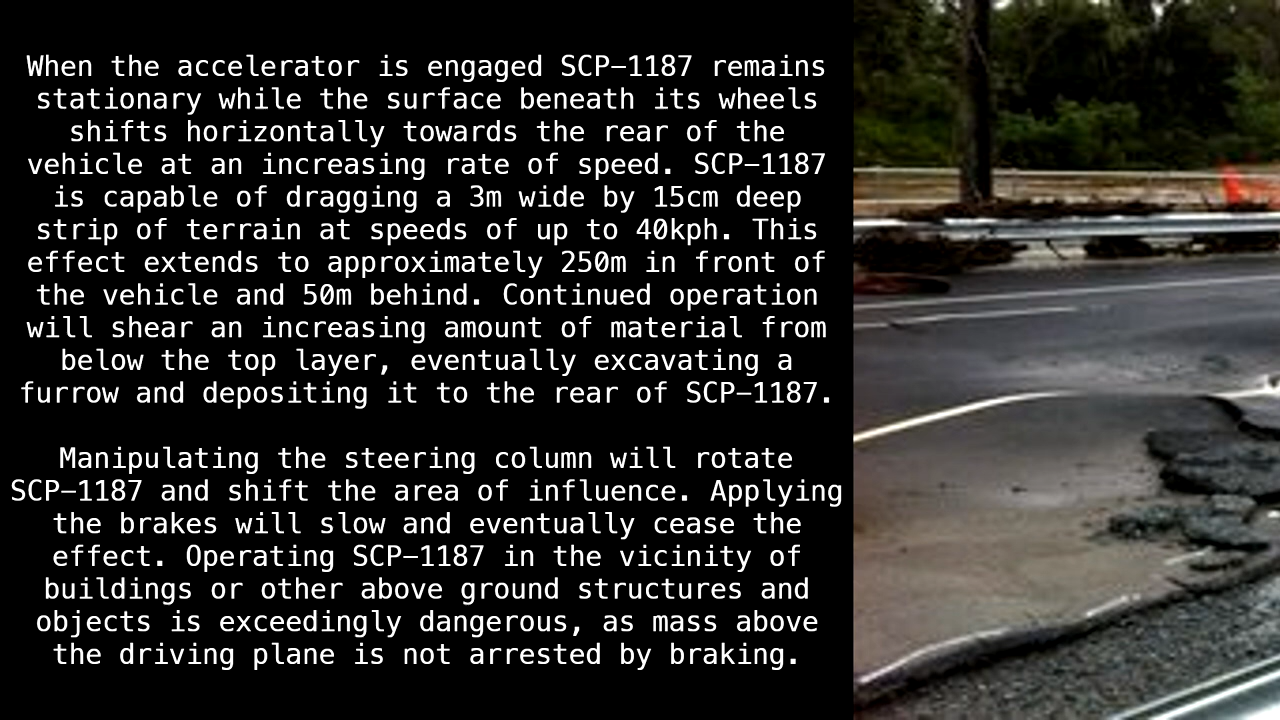 When the accelerator is engaged SCP-1187 remains
stationary while the surface beneath its wheels
shifts horizontally towards the rear of the
vehicle at an increasing rate of speed. SCP-1187
is capable of dragging a 3m wide by 15cm deep
strip of terrain at speeds of up to 40kph. This
effect extends to approximately 250m in front of
the vehicle and 50m behind. Continued operation
will shear an increasing amount of material from
below the top layer, eventually excavating a
furrow and depositing it to the rear of SCP-1187.
Manipulating the steering column will rotate
SCP-1187 and shift the area of influence. Applying
the brakes will slow and eventually cease the
effect. Operating SCP-1187 in the vicinity of
buildings or other above ground structures and
objects is exceedingly dangerous, as mass above
the driving plane is not arrested by braking.